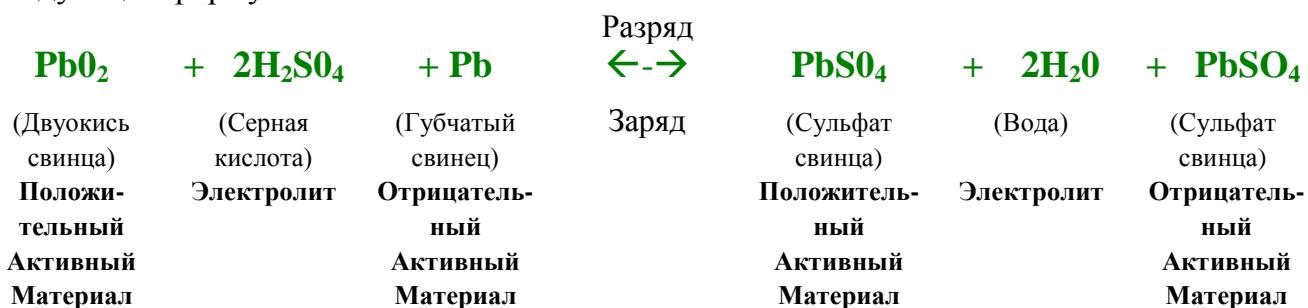 Разряд
Pb0₂ + 2H₂S0₄ + Pb ←-→ PbS0₄ + 2H₂0 + PbSO₄
(Двуокись (Серная (Губчатый Заряд (Сульфат (Вода) (Сульфат
свинца) кислота) свинец) свинца) свинца)
Положи- Электролит Отрицатель- Положитель- Электролит Отрицатель-
тельный ный ный ный
Активный Активный Активный Активный
Материал Материал Материал Материал